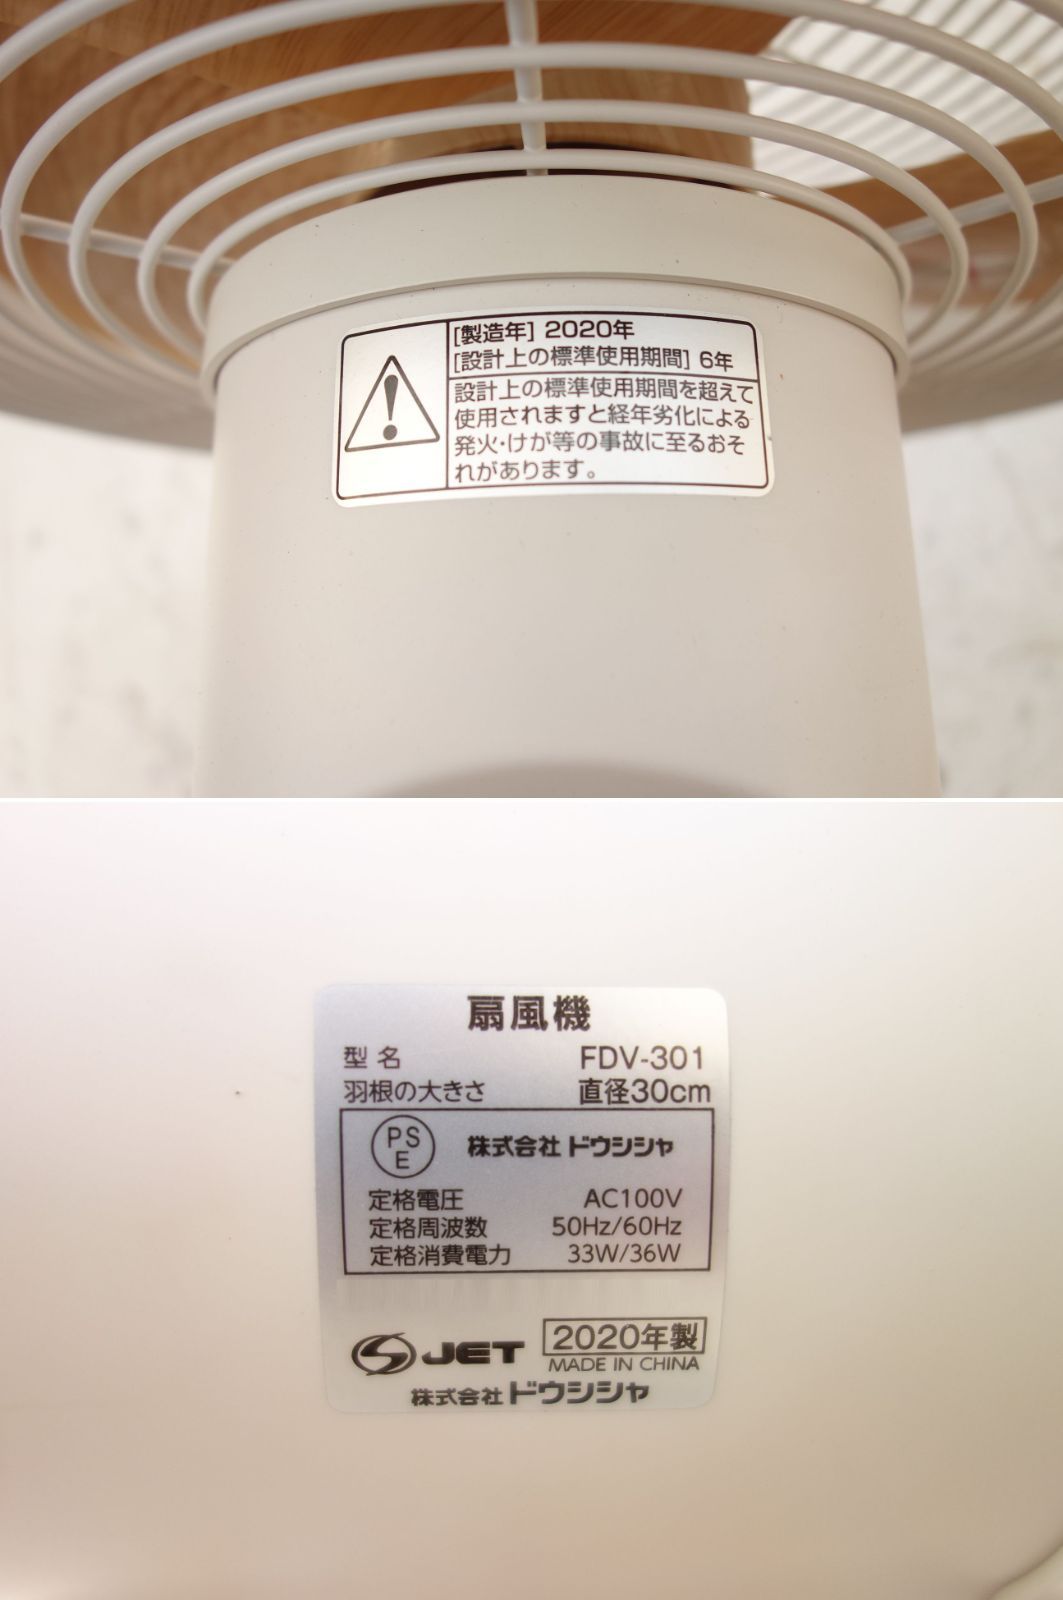 [製造年] 2020年
[設計上の標準使用期間] 6年
設計上の標準使用期間を超えて
使用されますと経年劣化による
発火・けが等の事故に至るおそ
れがあります。
扇風機
型名 FDV-301
羽根の大きさ 直径30cm
PS
E
株式会社 ドウシシャ
定格電圧 AC100V
定格周波数 50Hz/60Hz
定格消費電力 33W/36W
JET 2020年製
MADE IN CHINA
株式会社ドウシシャ